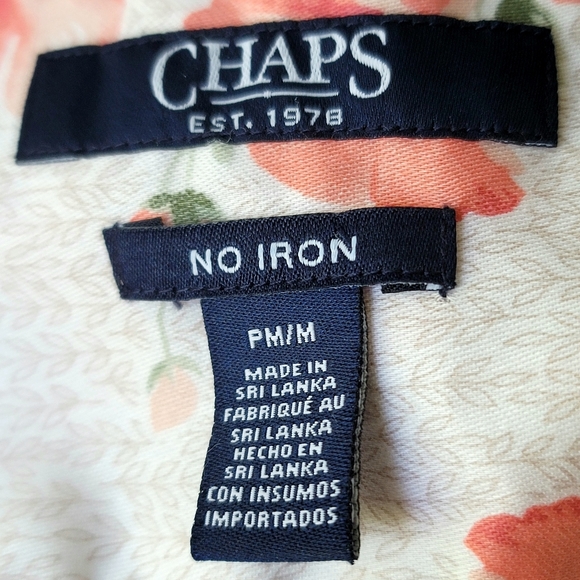 CHAPS
EST. 1978
NO IRON
PM/M
MADE IN
SRI LANKA
FABRIQUÉ AU
SRI LANKA
HECHO EN
SRI LANKA
CON INSUMOS
IMPORTADOS